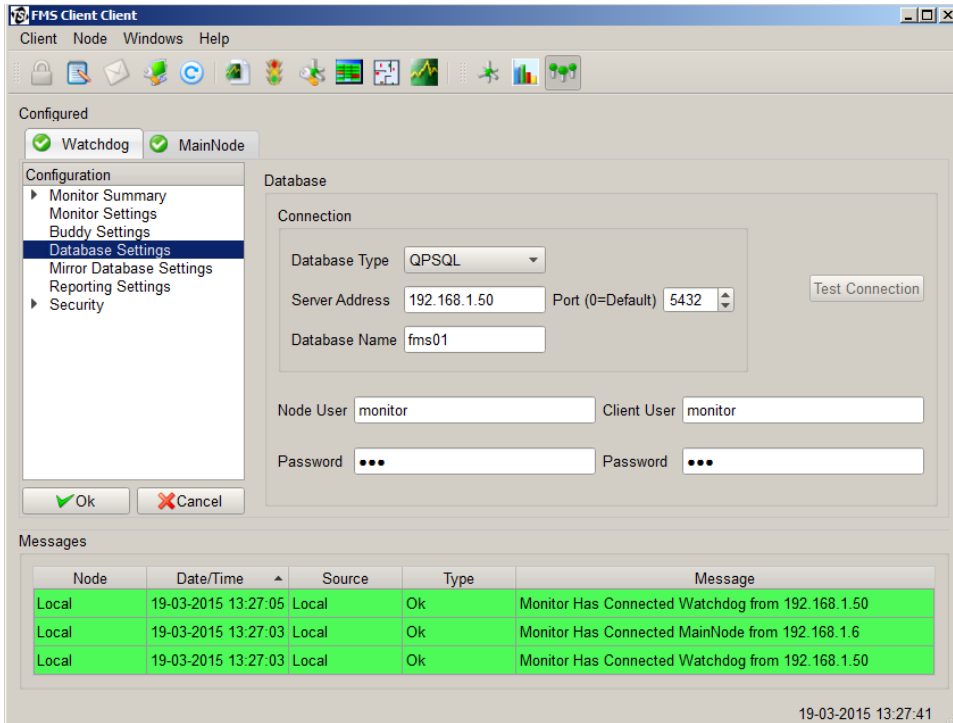 TSI FMS Client Client
Client Node Windows Help
Configured
Watchdog MainNode
Configuration
Monitor Summary
Monitor Settings
Buddy Settings
Database Settings
Mirror Database Settings
Reporting Settings
Security
Ok Cancel
Database
Connection
Database Type QPSQL
Server Address 192.168.1.50 Port (0=Default) 5432
Database Name fms01
Test Connection
Node User monitor Client User monitor
Password ●●● Password ●●●
Messages
Node Date/Time Source Type Message
Local 19-03-2015 13:27:05 Local Ok Monitor Has Connected Watchdog from 192.168.1.50
Local 19-03-2015 13:27:03 Local Ok Monitor Has Connected MainNode from 192.168.1.6
Local 19-03-2015 13:27:03 Local Ok Monitor Has Connected Watchdog from 192.168.1.50
19-03-2015 13:27:41